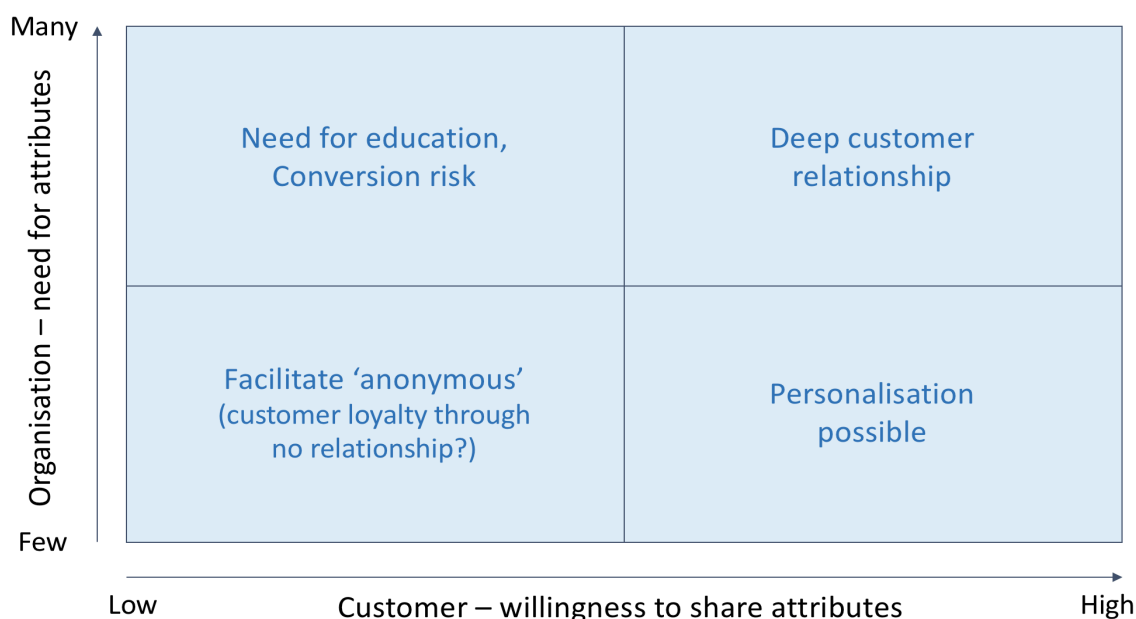 Many
Organisation – need for attributes
Need for education,
Conversion risk
Deep customer
relationship
Facilitate ‘anonymous’
(customer loyalty through
no relationship?)
Personalisation
possible
Few
Low
Customer – willingness to share attributes
High